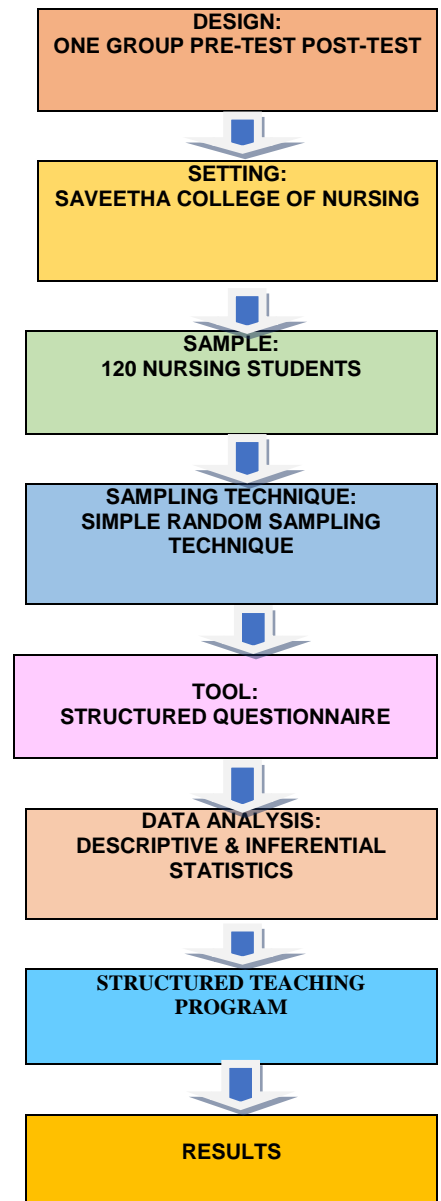 DESIGN:
ONE GROUP PRE-TEST POST-TEST
SETTING:
SAVEETHA COLLEGE OF NURSING
SAMPLE:
120 NURSING STUDENTS
SAMPLING TECHNIQUE:
SIMPLE RANDOM SAMPLING
TECHNIQUE
TOOL:
STRUCTURED QUESTIONNAIRE
DATA ANALYSIS:
DESCRIPTIVE & INFERENTIAL
STATISTICS
STRUCTURED TEACHING
PROGRAM
RESULTS